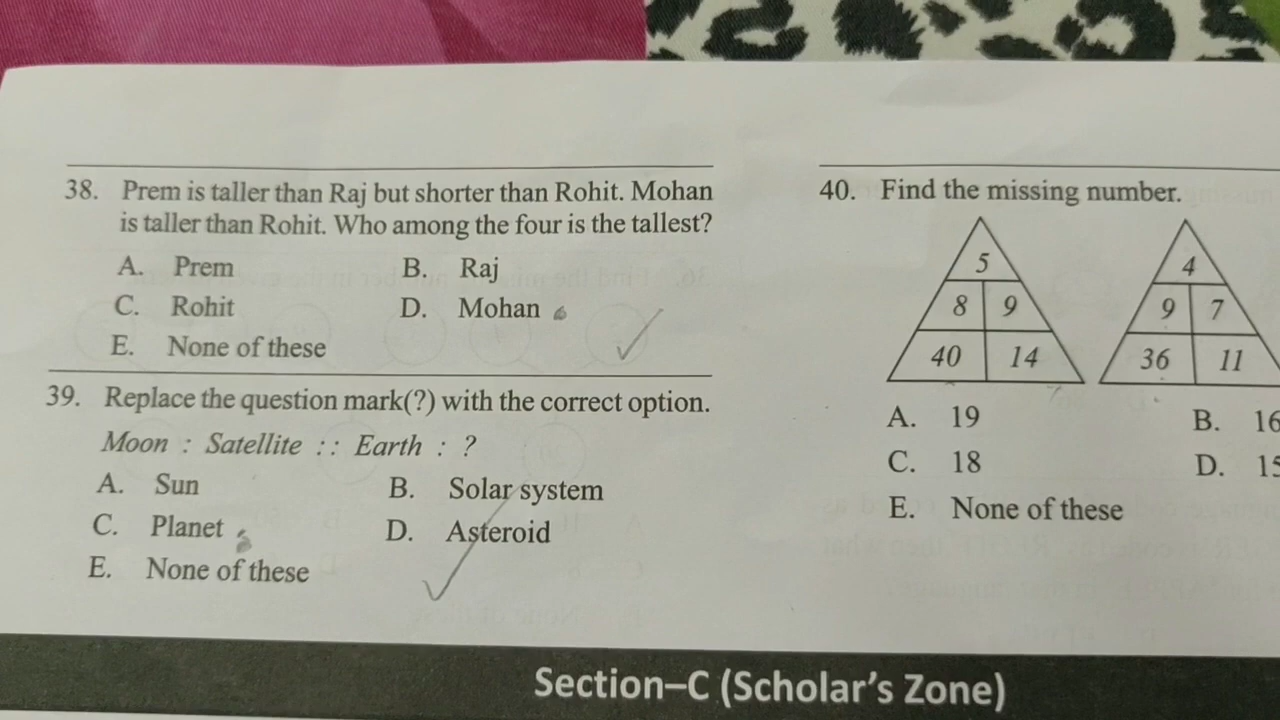 38. Prem is taller than Raj but shorter than Rohit. Mohan
is taller than Rohit. Who among the four is the tallest?
A. Prem B. Raj
C. Rohit D. Mohan
E. None of these
39. Replace the question mark(?) with the correct option.
Moon : Satellite : : Earth : ?
A. Sun B. Solar system
C. Planet D. Asteroid
E. None of these
40. Find the missing number.
5 4
8 9 9 7
40 14 36 11
A. 19 B. 16
C. 18 D.
E. None of these
Section–C (Scholar's Zone)